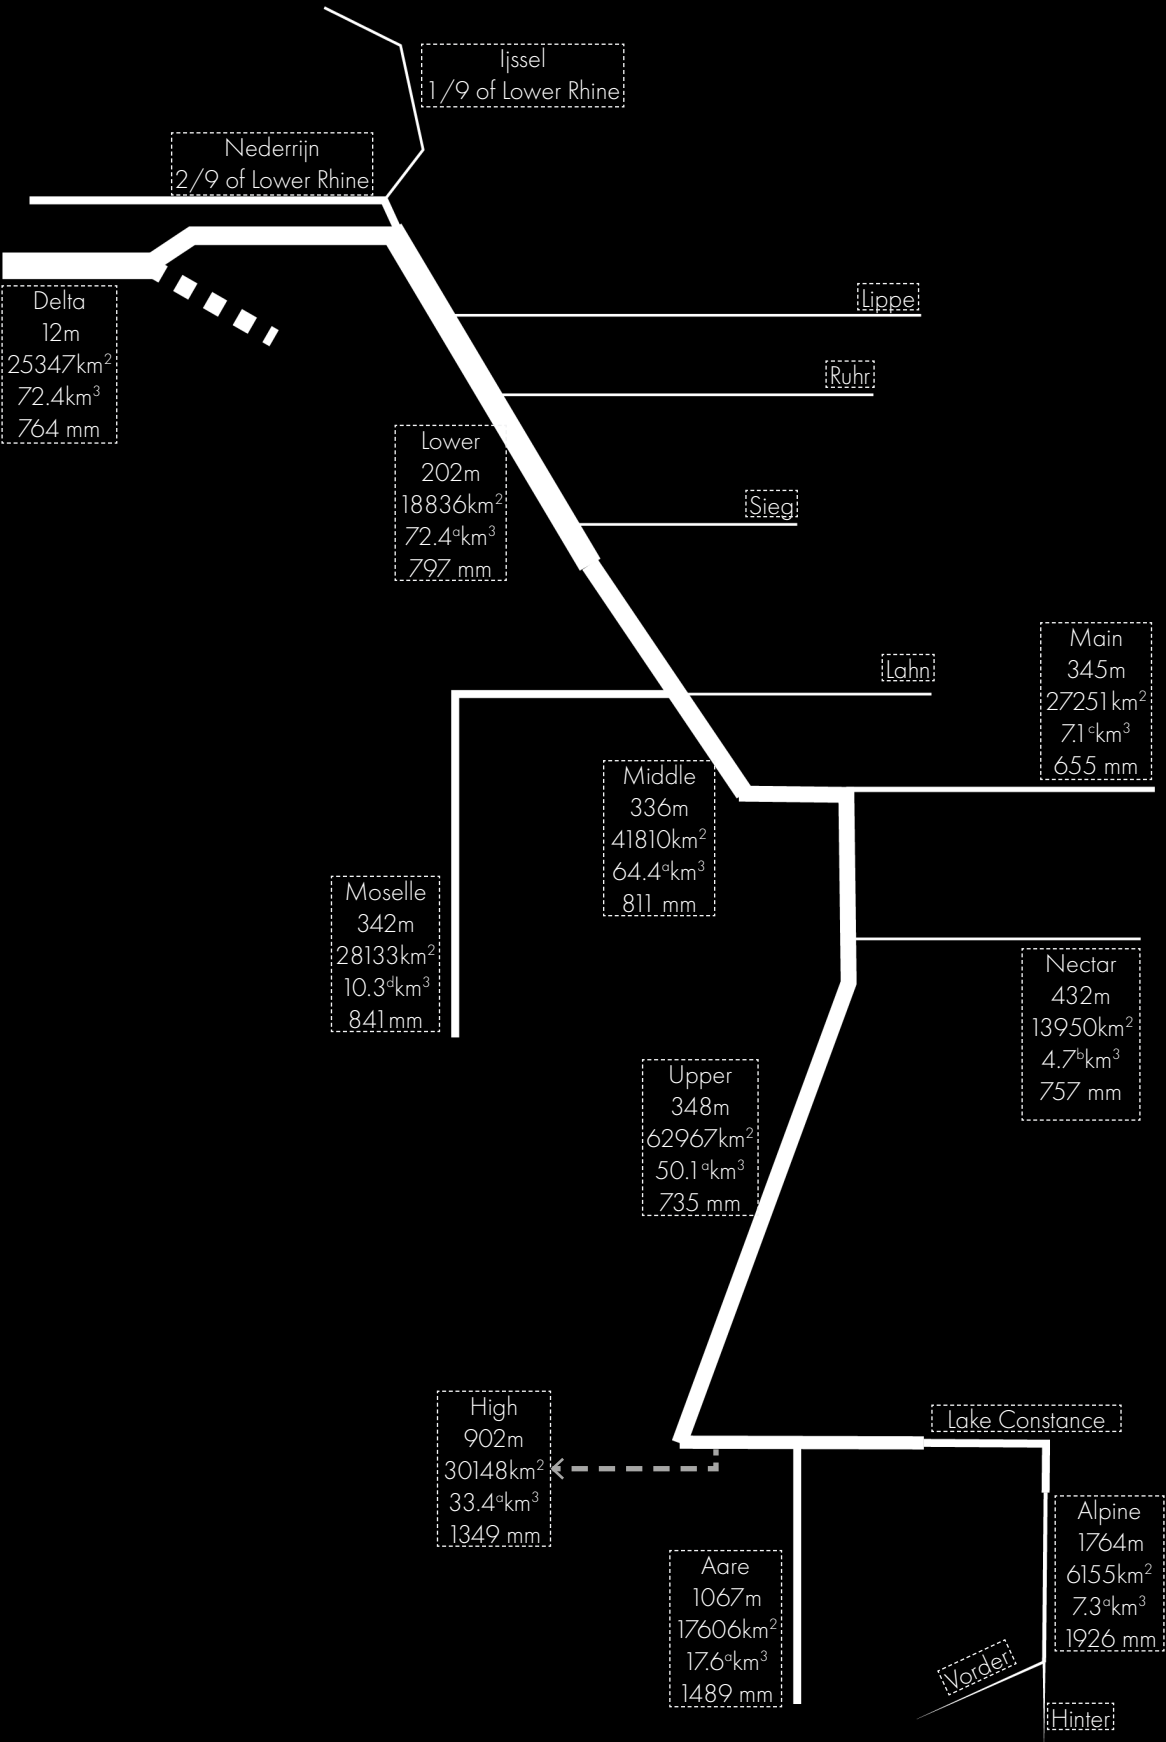 Ijssel
1/9 of Lower Rhine
Nederrijn
2/9 of Lower Rhine
Delta
12m
25347km²
72.4km³
764 mm
Lippe
Ruhr
Lower
202m
18836km²
72.4ᵃkm³
797 mm
Sieg
Lahn
Main
345m
27251km²
7.1ᶜkm³
655 mm
Middle
336m
41810km²
64.4ᵃkm³
811 mm
Moselle
342m
28133km²
10.3ᵈkm³
841mm
Nectar
432m
13950km²
4.7ᵇkm³
757 mm
Upper
348m
62967km²
50.1ᵃkm³
735 mm
High
902m
30148km²
33.4ᵃkm³
1349 mm
Lake Constance
Alpine
1764m
6155km²
7.3ᵃkm³
1926 mm
Aare
1067m
17606km²
17.6ᵃkm³
1489 mm
Vorder
Hinter